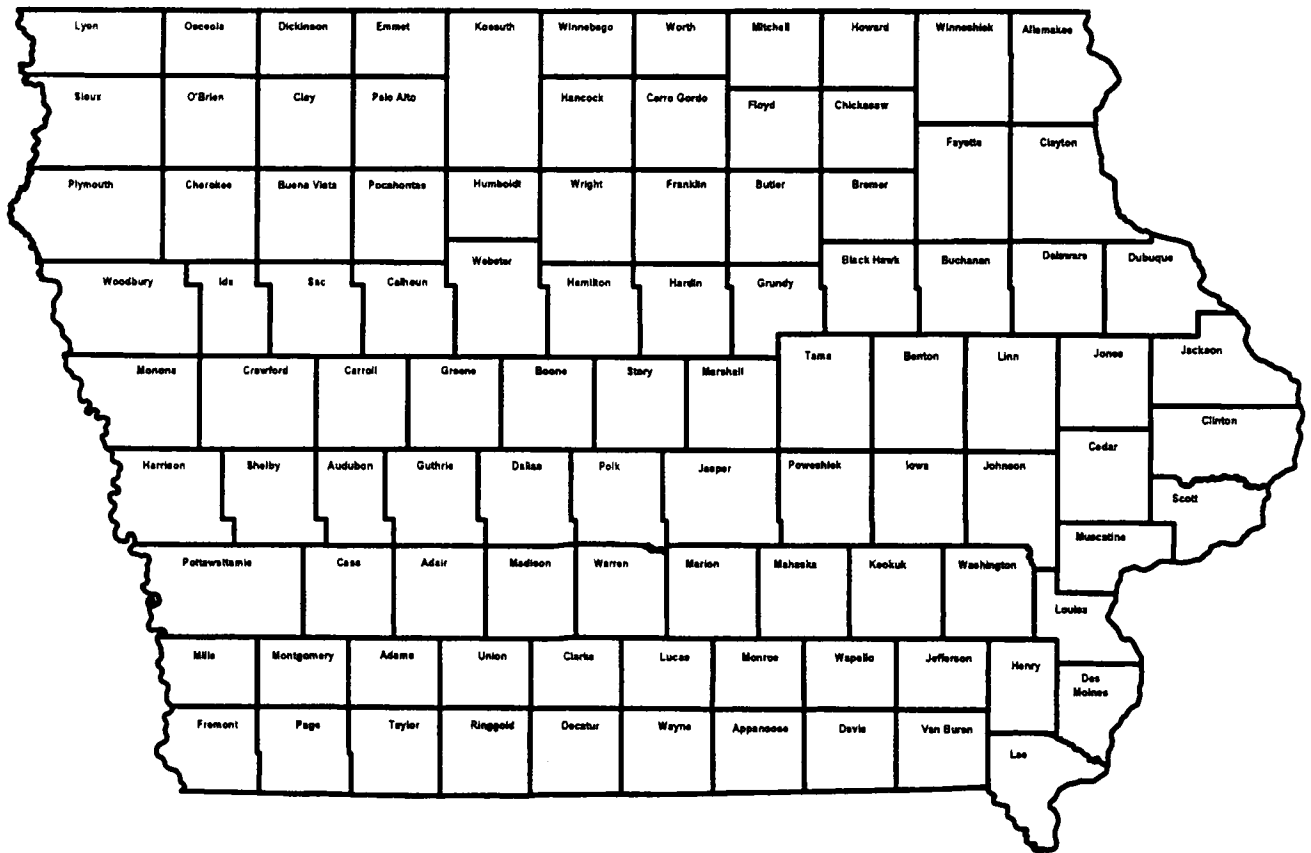 Lyon
Osceola
Dickinson
Emmet
Kossuth
Winnebago
Worth
Mitchell
Howard
Winneshiek
Allamakee
Sioux
O'Brien
Clay
Palo Alto
Hancock
Cerro Gordo
Floyd
Chickasaw
Fayette
Clayton
Plymouth
Cherokee
Buena Vista
Pocahontas
Humboldt
Wright
Franklin
Butler
Bremer
Woodbury
Ida
Sac
Calhoun
Webster
Hamilton
Hardin
Grundy
Black Hawk
Buchanan
Delaware
Dubuque
Monona
Crawford
Carroll
Greene
Boone
Story
Marshall
Tama
Benton
Linn
Jones
Jackson
Clinton
Harrison
Shelby
Audubon
Guthrie
Dallas
Polk
Jasper
Poweshiek
Iowa
Johnson
Cedar
Scott
Muscatine
Pottawattamie
Cass
Adair
Madison
Warren
Marion
Mahaska
Keokuk
Washington
Louisa
Mills
Montgomery
Adams
Union
Clarke
Lucas
Monroe
Wapello
Jefferson
Henry
Des
Moines
Fremont
Page
Taylor
Ringgold
Decatur
Wayne
Appanoose
Davis
Van Buren
Lee